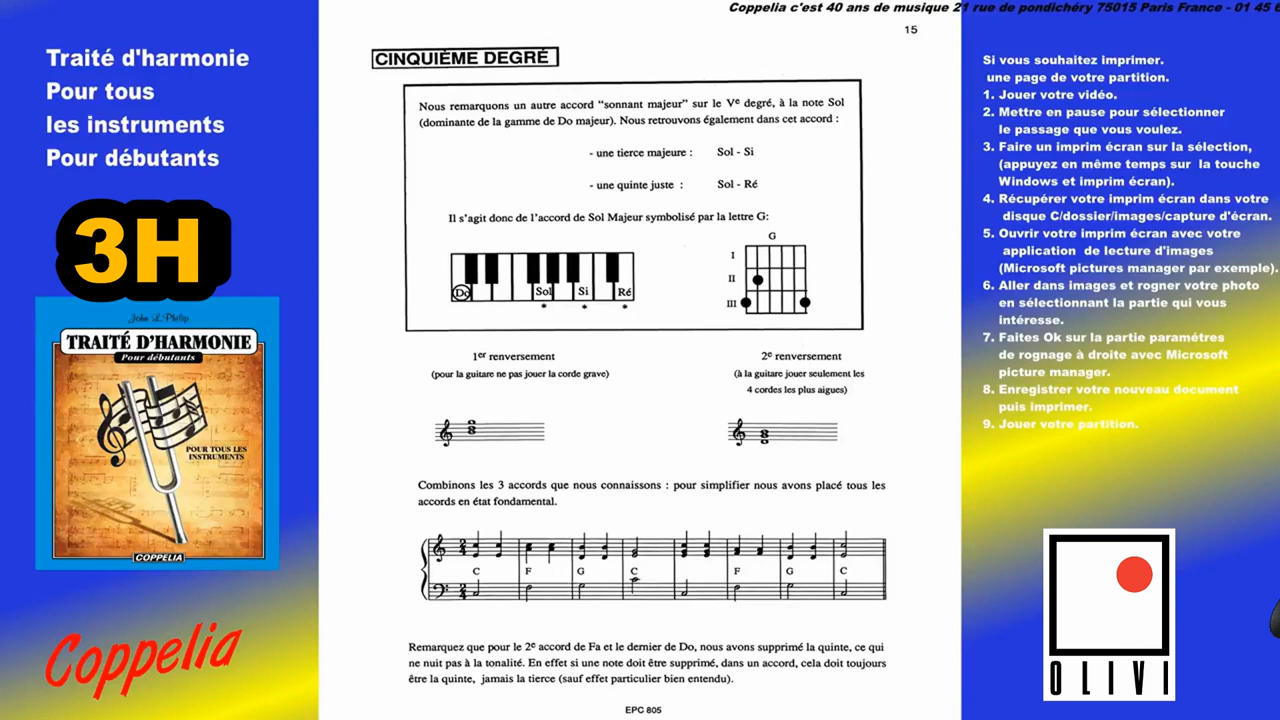 Coppelia c'est 40 ans de musique 21 rue de pondichéry 75015 Paris France - 01 45 6
Traité d'harmonie
Pour tous
les instruments
Pour débutants
3H
John L. Philip
TRAITÉ D'HARMONIE
Pour débutants
POUR TOUS LES
INSTRUMENTS
COPPELIA
Coppelia
15
CINQUIÈME DEGRÉ
Nous remarquons un autre accord “sonnant majeur” sur le Ve degré, à la note Sol
(dominante de la gamme de Do majeur). Nous retrouvons également dans cet accord :
- une tierce majeure : Sol - Si
- une quinte juste : Sol - Ré
Il s'agit donc de l'accord de Sol Majeur symbolisé par la lettre G:
G
I
II
III
Do Sol Si Ré
* * *
1er renversement
(pour la guitare ne pas jouer la corde grave)
2e renversement
(à la guitare jouer seulement les
4 cordes les plus aigues)
Combinons les 3 accords que nous connaissons : pour simplifier nous avons placé tous les
accords en état fondamental.
2 4
C F G C F G C
2 4
Remarquez que pour le 2e accord de Fa et le dernier de Do, nous avons supprimé la quinte, ce qui
ne nuit pas à la tonalité. En effet si une note doit être supprimé, dans un accord, cela doit toujours
être la quinte, jamais la tierce (sauf effet particulier bien entendu).
EPC 805
Si vous souhaitez imprimer.
une page de votre partition.
1. Jouer votre vidéo.
2. Mettre en pause pour sélectionner
le passage que vous voulez.
3. Faire un imprim écran sur la sélection,
(appuyez en même temps sur la touche
Windows et imprim écran).
4. Récupérer votre imprim écran dans votre
disque C/dossier/images/capture d'écran.
5. Ouvrir votre imprim écran avec votre
application de lecture d'images
(Microsoft pictures manager par exemple).
6. Aller dans images et rogner votre photo
en sélectionnant la partie qui vous
intéresse.
7. Faites Ok sur la partie paramétres
de rognage à droite avec Microsoft
picture manager.
8. Enregistrer votre nouveau document
puis imprimer.
9. Jouer votre partition.
OLIVI